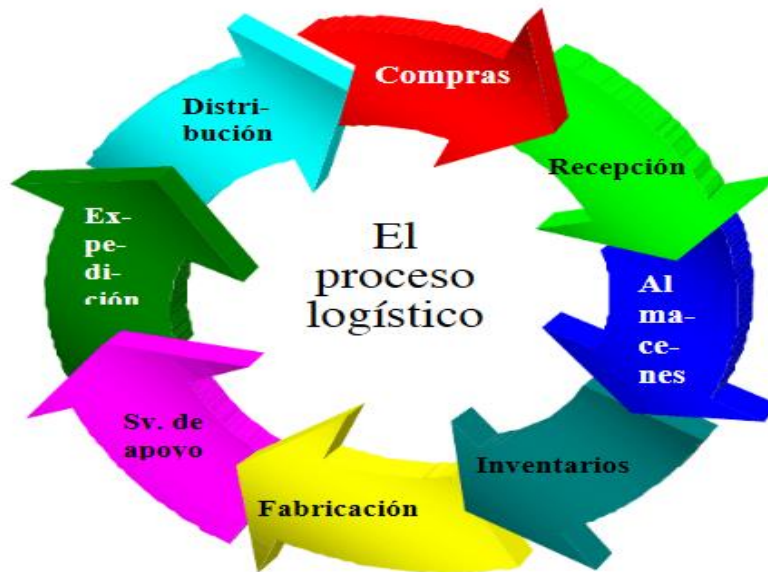 El
proceso
logístico
Compras
Recepción
Al
ma-
ce-
nes
Inventarios
Fabricación
Sv. de
apoyo
Ex-
pe-
di-
ción
Distri-
bución